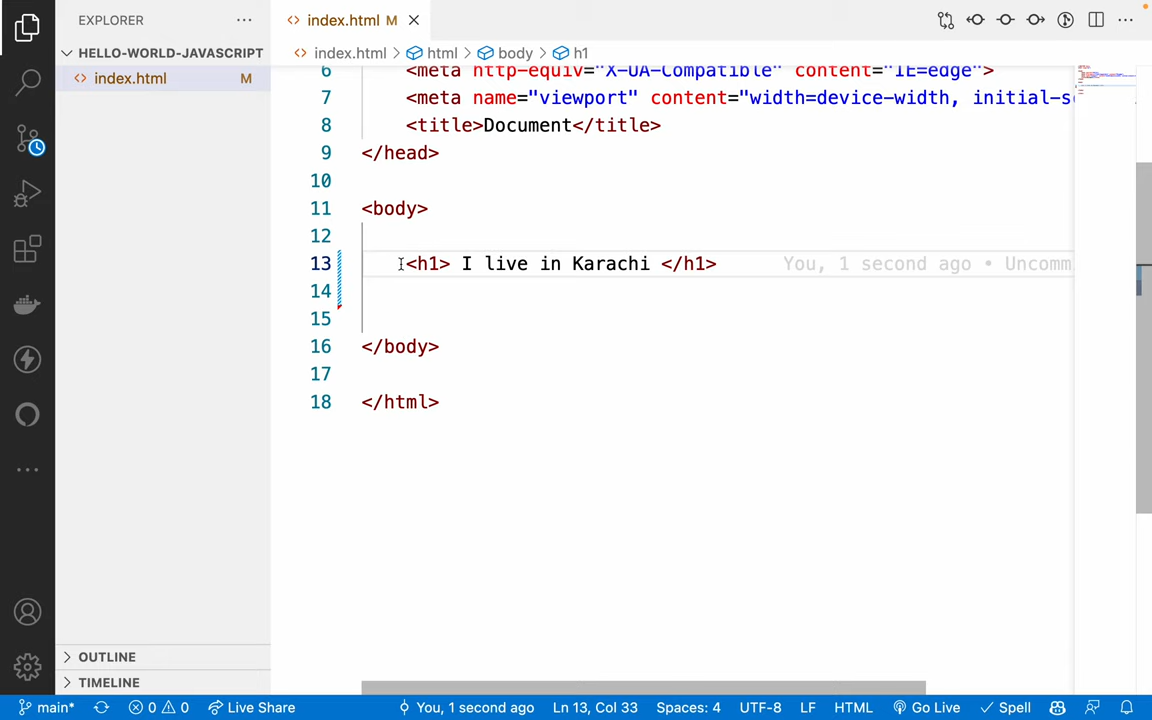 EXPLORER
index.html M
HELLO-WORLD-JAVASCRIPT
index.html M
index.html > html > body > h1
6 <meta http-equiv="X-UA-Compatible" content="IE=edge">
7 <meta name="viewport" content="width=device-width,
8 <title>Document</title>
9 </head>
10
11 <body>
12
13 <h1> I live in Karachi </h1> You, 1 second ago • Uncomm
14
15
16 </body>
17
18 </html>
OUTLINE
TIMELINE
main* 0 0 Live Share You, 1 second ago Ln 13, Col 33 Spaces: 4 UTF-8 LF HTML Go Live Spell